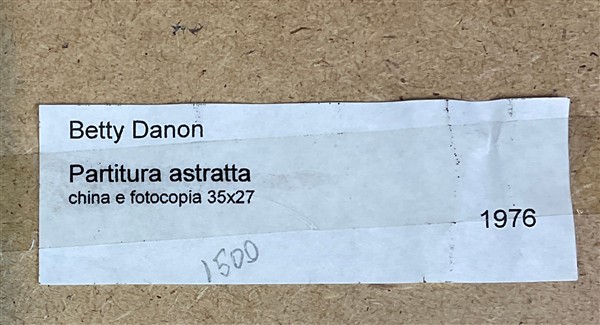 Betty Danon
Partitura astratta
china e fotocopia 35x27
1976
1500